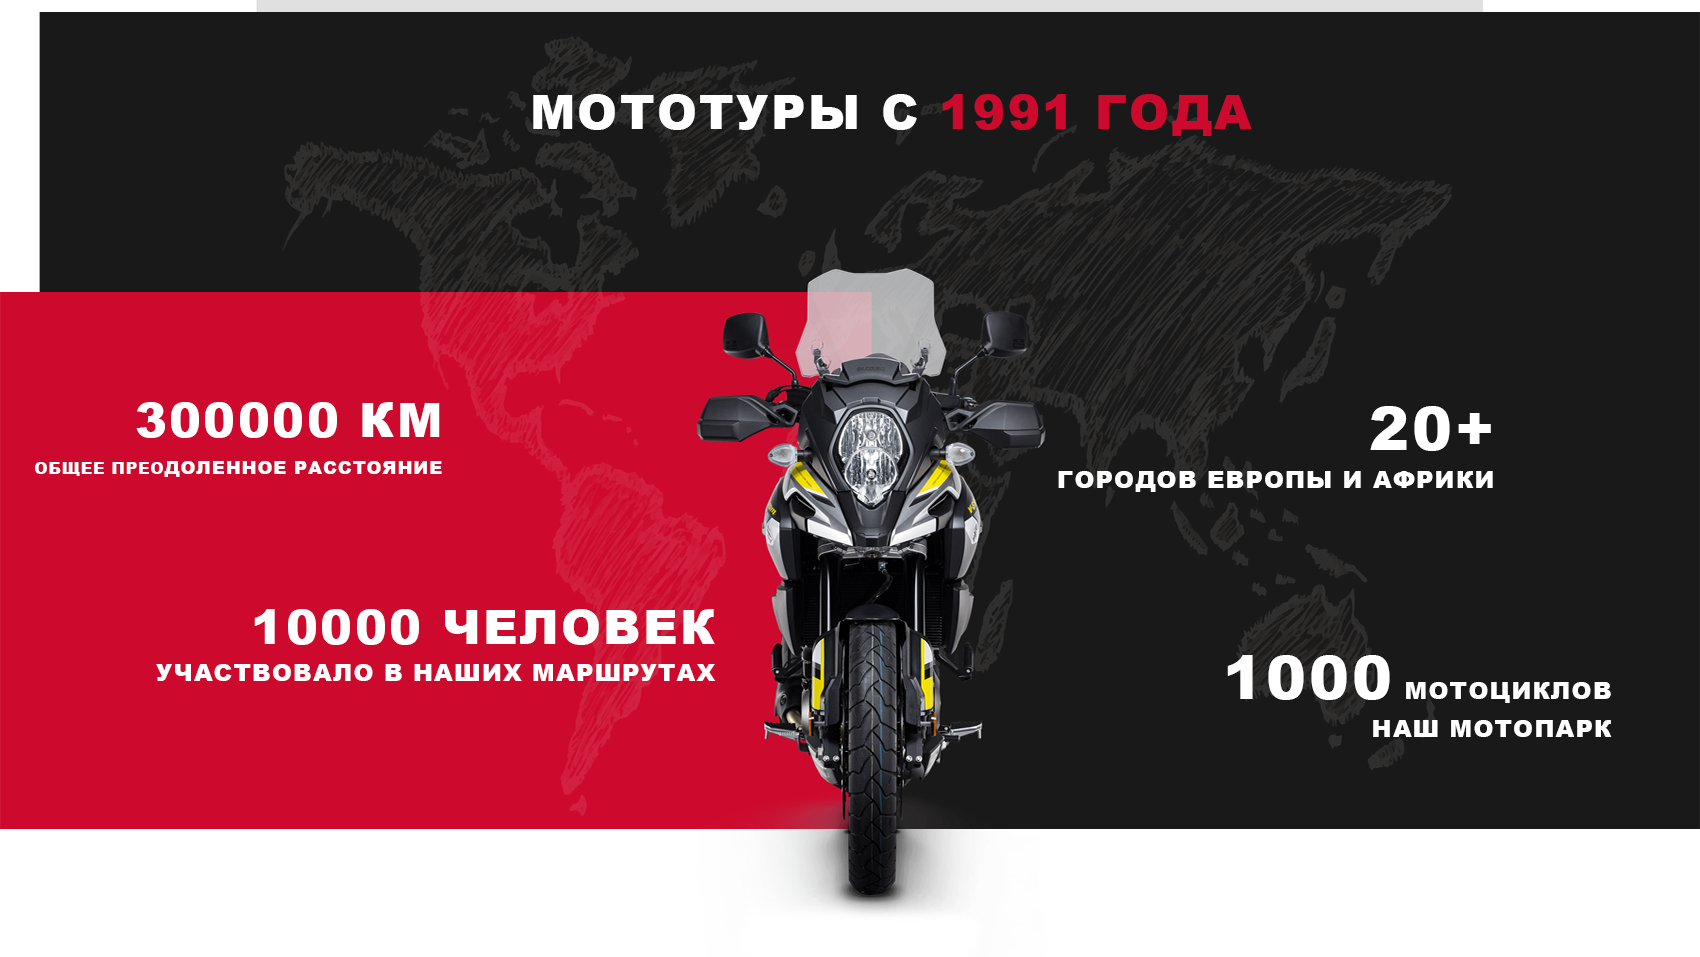 МОТОТУРЫ С 1991 ГОДА
300000 КМ
ОБЩЕЕ ПРЕОДОЛЕННОЕ РАССТОЯНИЕ
20+
ГОРОДОВ ЕВРОПЫ И АФРИКИ
10000 ЧЕЛОВЕК
УЧАСТВОВАЛО В НАШИХ МАРШРУТАХ
1000 МОТОЦИКЛОВ
НАШ МОТОПАРК